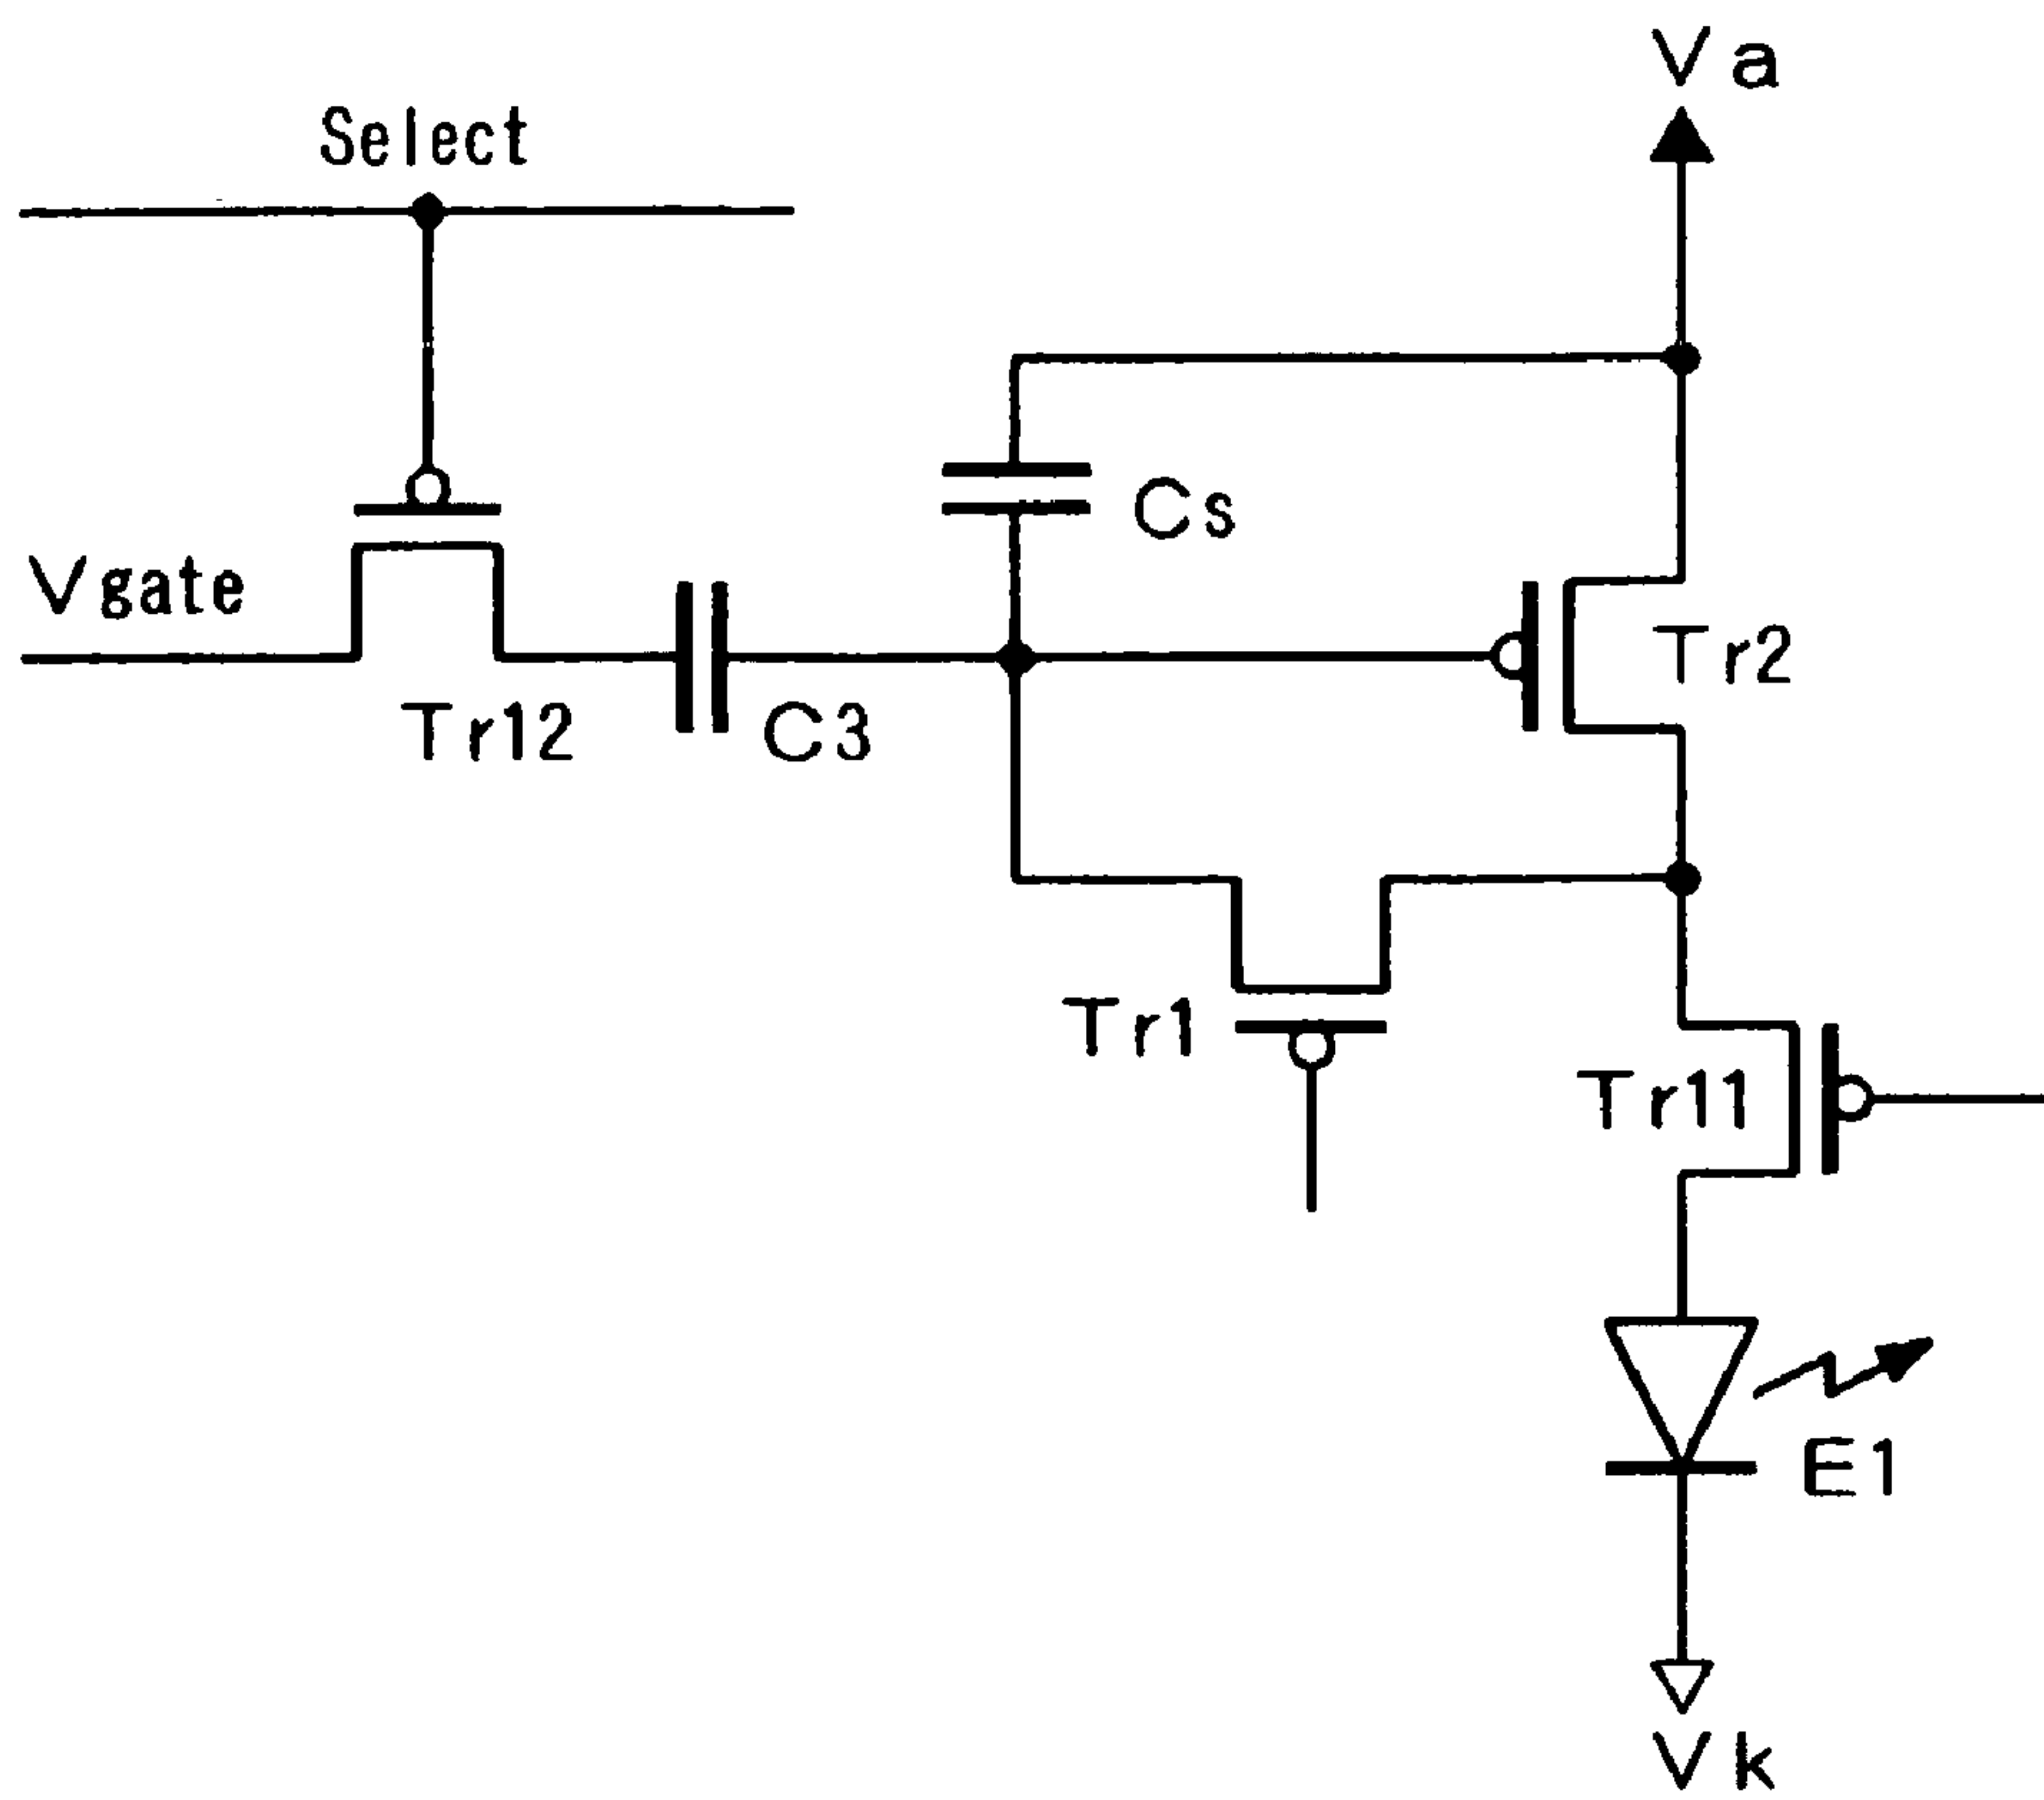 Va
Select
Cs
Vgate
Tr2
Tr12
C3
Tr1
Tr11
E1
Vk